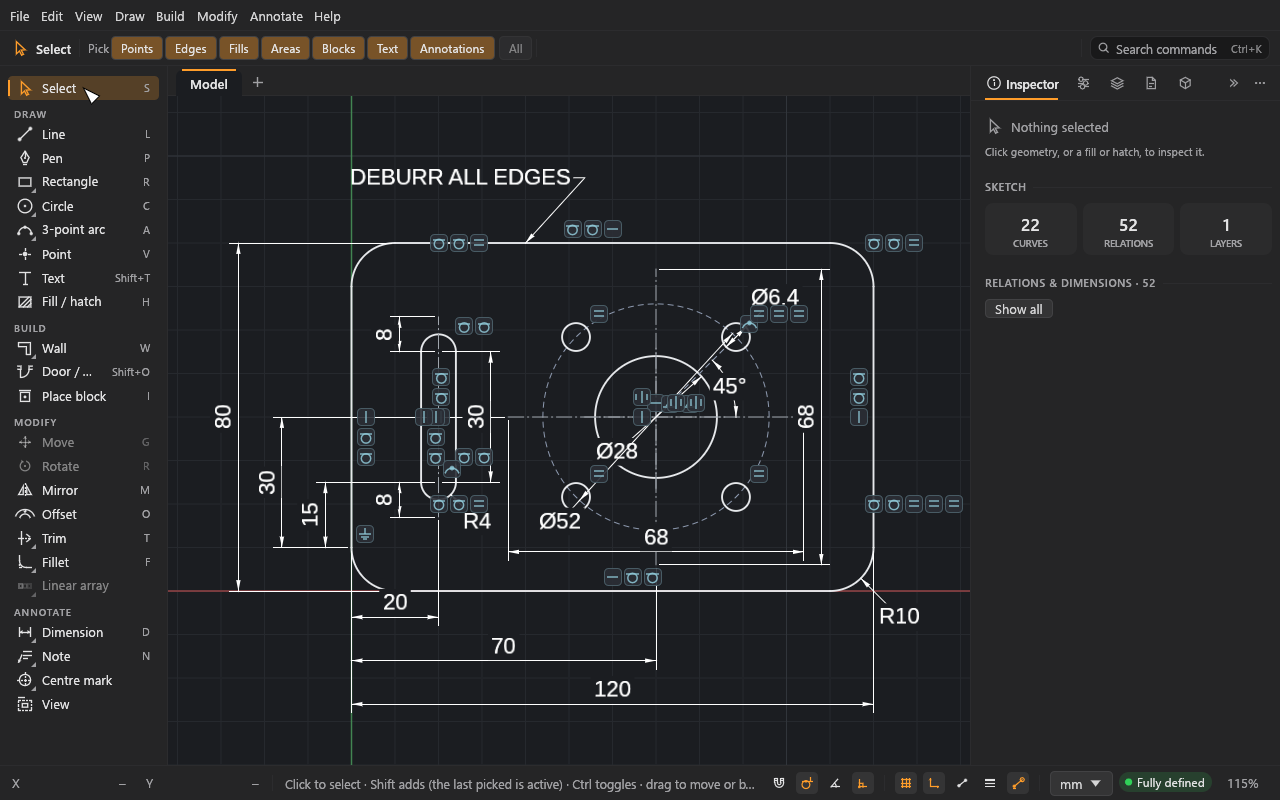 File Edit View Draw Build Modify Annotate Help
Select Pick Points Edges Fills Areas Blocks Text Annotations All Search commands Ctrl+K
Select S
DRAW
Line L
Pen P
Rectangle R
Circle C
3-point arc A
Point V
Text Shift+T
Fill / hatch H
BUILD
Wall W
Door / ... Shift+O
Place block I
MODIFY
Move G
Rotate R
Mirror M
Offset O
Trim T
Fillet F
Linear array
ANNOTATE
Dimension D
Note N
Centre mark
View
Model
DEBURR ALL EDGES
Ø6.4
8
45°
80
30
68
Ø28
30
15
8
R4
Ø52
68
20
R10
70
120
Inspector
Nothing selected
Click geometry, or a fill or hatch, to inspect it.
SKETCH
22 52 1
CURVES RELATIONS LAYERS
RELATIONS & DIMENSIONS · 52
Show all
X – Y – Click to select · Shift adds (the last picked is active) · Ctrl toggles · drag to move or b... mm Fully defined 115%